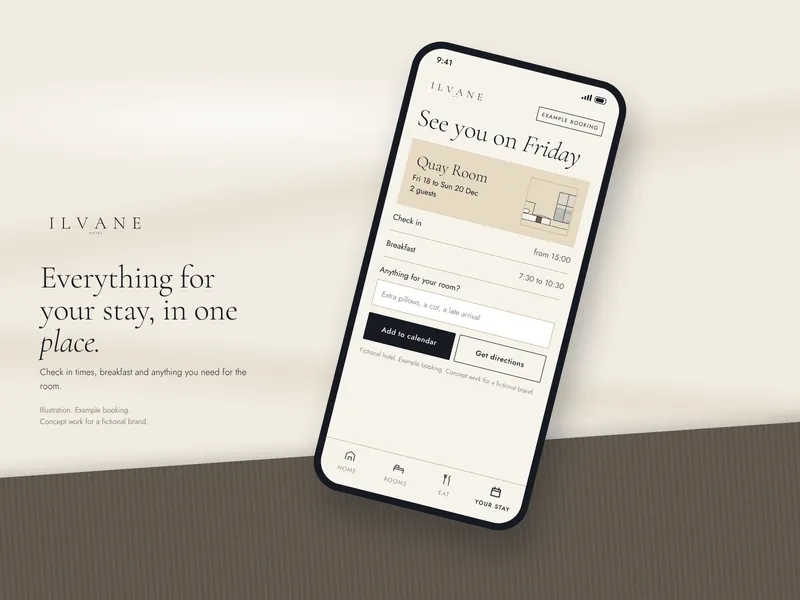 ILVANE
HOTEL
Everything for
your stay, in one
place.
Check in times, breakfast and anything you need for the
room.
Illustration. Example booking.
Concept work for a fictional brand.
9:41
ILVANE
EXAMPLE BOOKING
See you on Friday
Quay Room
Fri 18 to Sun 20 Dec
2 guests
Check in
from 15:00
Breakfast
7:30 to 10:30
Anything for your room?
Extra pillows, a cot, a late arrival
Add to calendar
Get directions
Fictional hotel. Example booking. Concept work for a fictional brand.
HOME
ROOMS
EAT
YOUR STAY